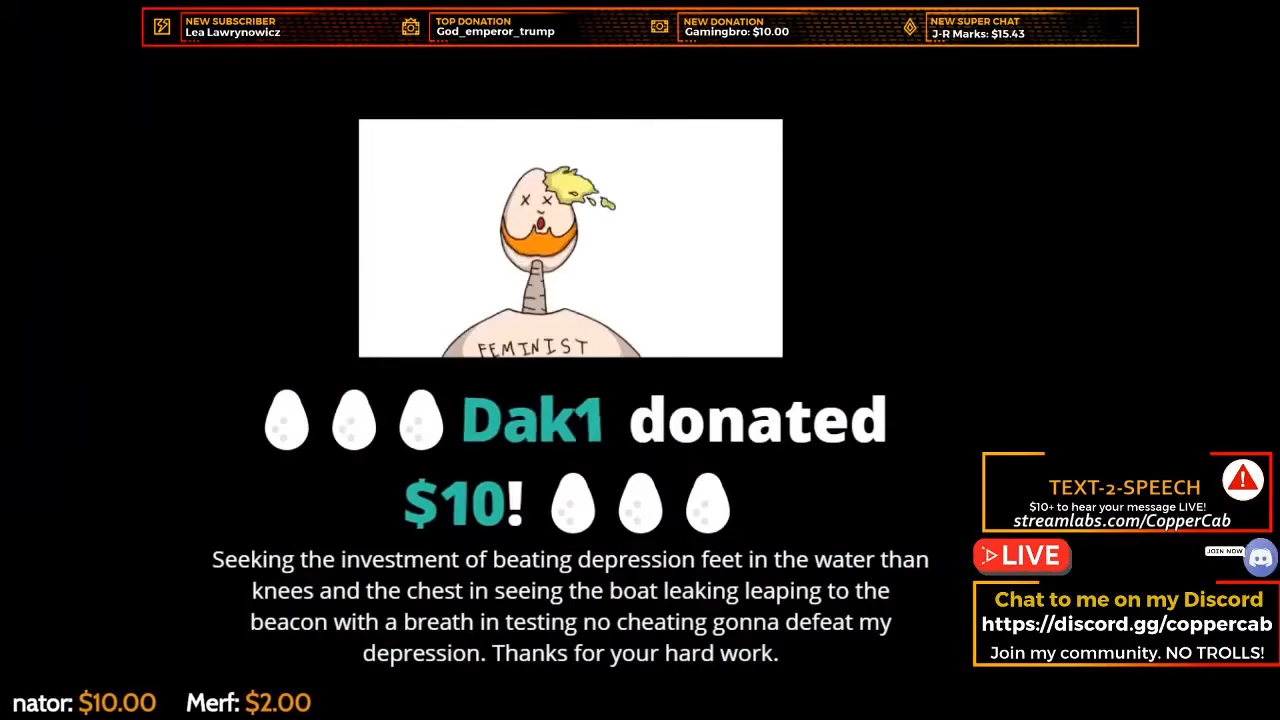 NEW SUBSCRIBER
Lea Lawrynowicz
TOP DONATION
God_emperor_trump
NEW DONATION
Gamingbro: $10.00
NEW SUPER CHAT
J-R Marks: $15.43
FEMINIST
Dak1 donated
$10!
Seeking the investment of beating depression feet in the water than
knees and the chest in seeing the boat leaking leaping to the
beacon with a breath in testing no cheating gonna defeat my
depression. Thanks for your hard work.
TEXT-2-SPEECH
$10+ to hear your message LIVE!
streamlabs.com/CopperCab
LIVE
JOIN NOW
Chat to me on my Discord
https://discord.gg/coppercab
Join my community. NO TROLLS!
nator: $10.00 Merf: $2.00